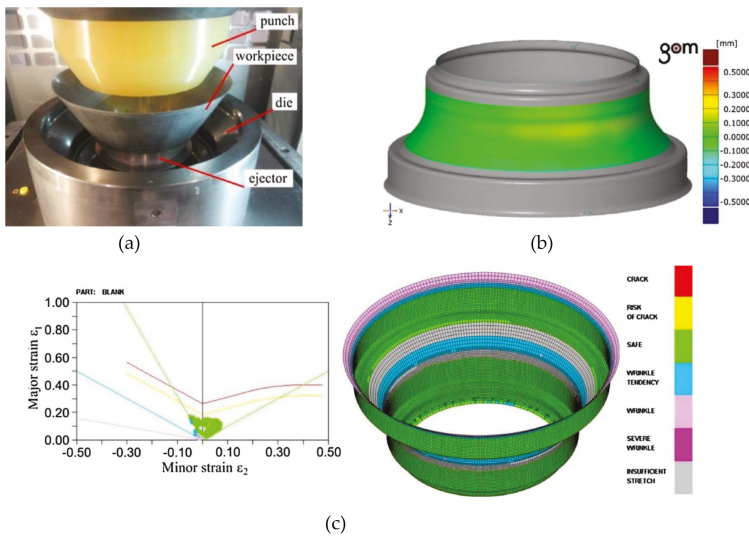 punch
workpiece
die
ejector
(a)
gom
[mm]
0.5000
0.3000
0.2000
0.1000
0.0000
-0.1000
-0.2000
-0.3000
-0.5000
x
z
(b)
PART: BLANK
1.00
0.80
0.60
0.40
0.20
0.00
Major strain ε1
-0.50
-0.30
-0.10
0.10
0.30
0.50
Minor strain ε2
CRACK
RISK
OF CRACK
SAFE
WRINKLE
TENDENCY
WRINKLE
SEVERE
WRINKLE
INSUFFICIENT
STRETCH
(c)